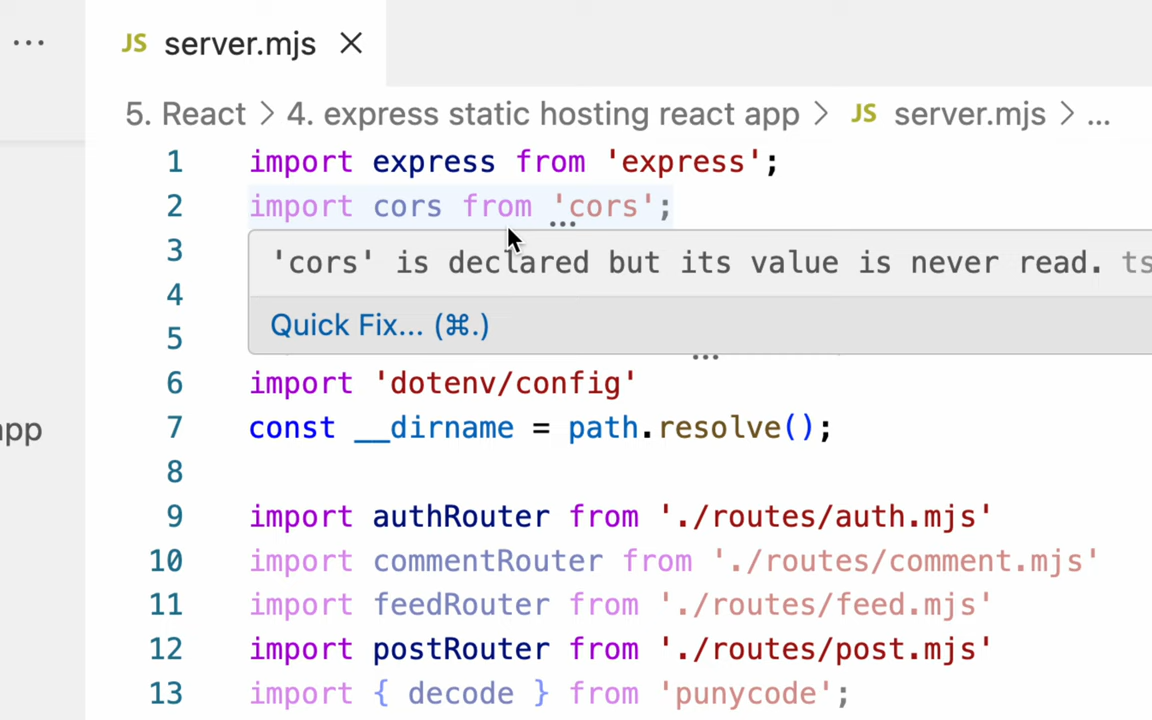 ... JS server.mjs ×
5. React > 4. express static hosting react app > JS server.mjs > ...
1 import express from 'express';
2 import cors from 'cors';
3 'cors' is declared but its value is never read. ts
4
Quick Fix... (⌘.)
5
6 import 'dotenv/config'
app
7 const __dirname = path.resolve();
8
9 import authRouter from './routes/auth.mjs'
10 import commentRouter from './routes/comment.mjs'
11 import feedRouter from './routes/feed.mjs'
12 import postRouter from './routes/post.mjs'
13 import { decode } from 'punycode';